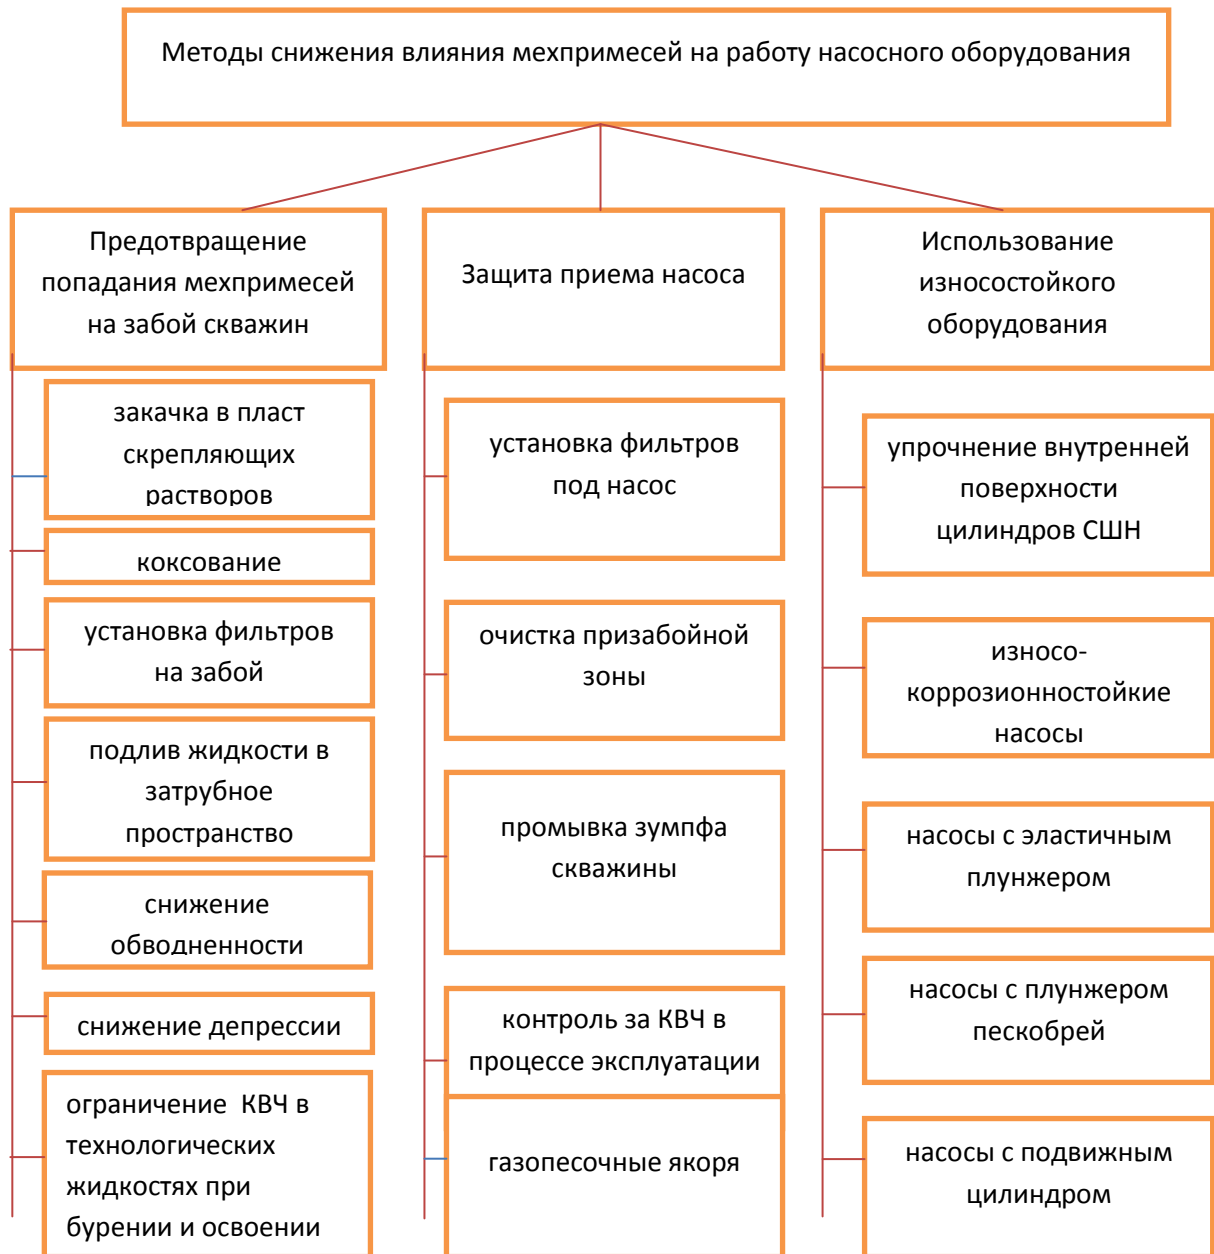 Методы снижения влияния мехпримесей на работу насосного оборудования
Предотвращение
попадания мехпримесей
на забой скважин
закачка в пласт
скрепляющих
растворов
коксование
установка фильтров
на забой
подлив жидкости в
затрубное
пространство
снижение
обводненности
снижение депрессии
ограничение КВЧ в
технологических
жидкостях при
бурении и освоении
Защита приема насоса
установка фильтров
под насос
очистка призабойной
зоны
промывка зумпфа
скважины
контроль за КВЧ в
процессе эксплуатации
газопесочные якоря
Использование
износостойкого
оборудования
упрочнение внутренней
поверхности
цилиндров СШН
износо-
коррозионностойкие
насосы
насосы с эластичным
плунжером
насосы с плунжером
пескобрей
насосы с подвижным
цилиндром